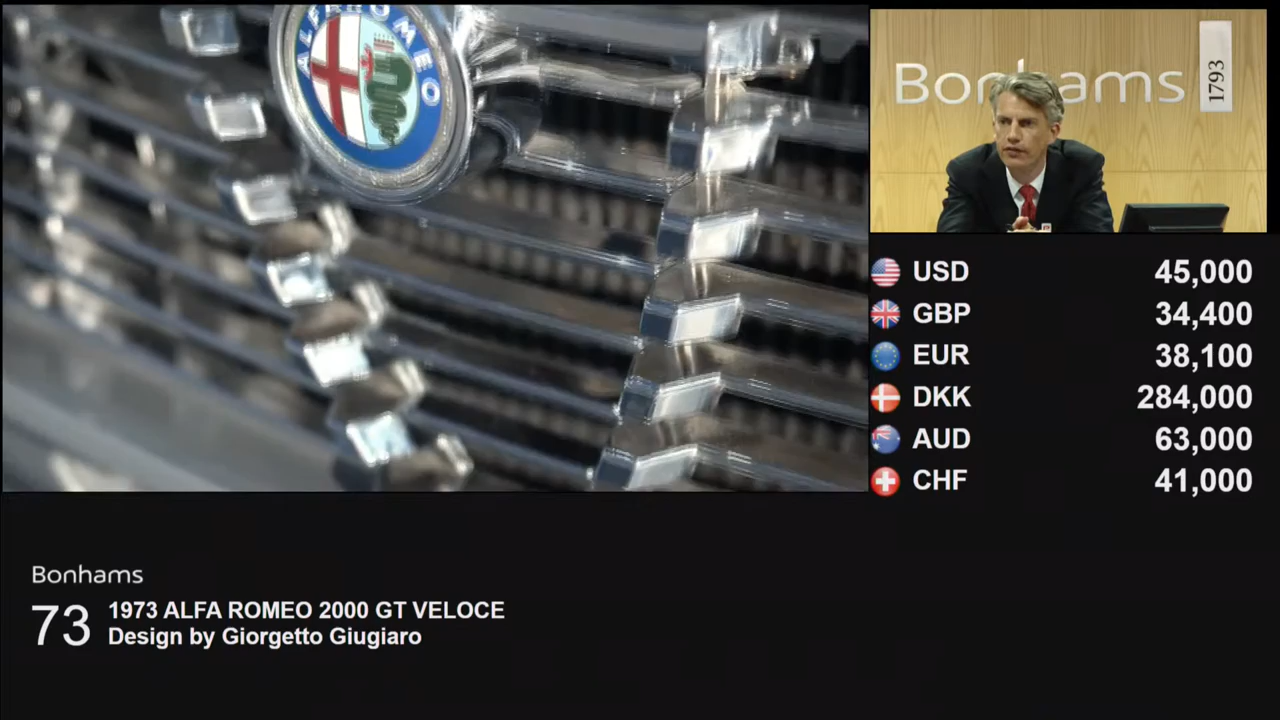 ALFA ROMEO
Bonhams
1793
USD 45,000
GBP 34,400
EUR 38,100
DKK 284,000
AUD 63,000
CHF 41,000
Bonhams
73
1973 ALFA ROMEO 2000 GT VELOCE
Design by Giorgetto Giugiaro